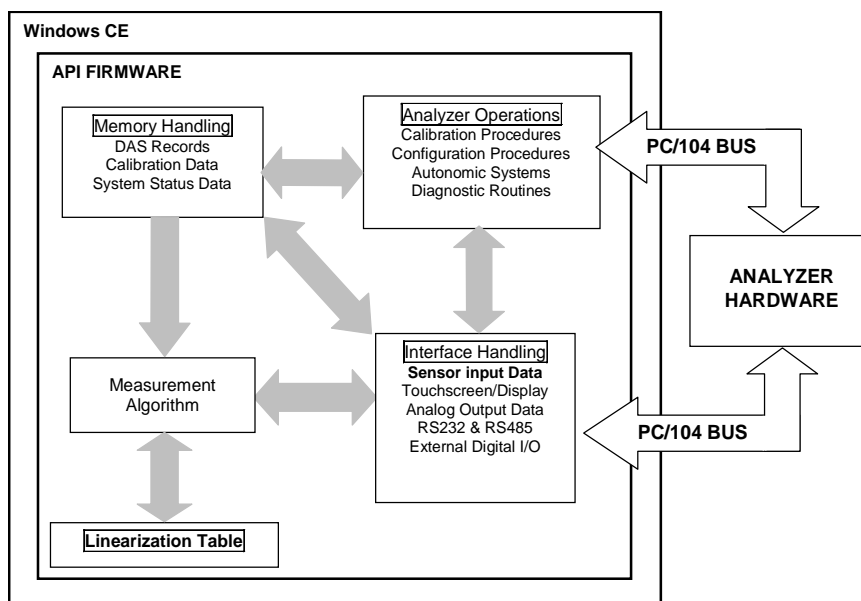 Windows CE
API FIRMWARE
Memory Handling
DAS Records
Calibration Data
System Status Data
Analyzer Operations
Calibration Procedures
Configuration Procedures
Autonomic Systems
Diagnostic Routines
PC/104 BUS
ANALYZER
HARDWARE
Measurement
Algorithm
Interface Handling
Sensor input Data
Touchscreen/Display
Analog Output Data
RS232 & RS485
External Digital I/O
PC/104 BUS
Linearization Table